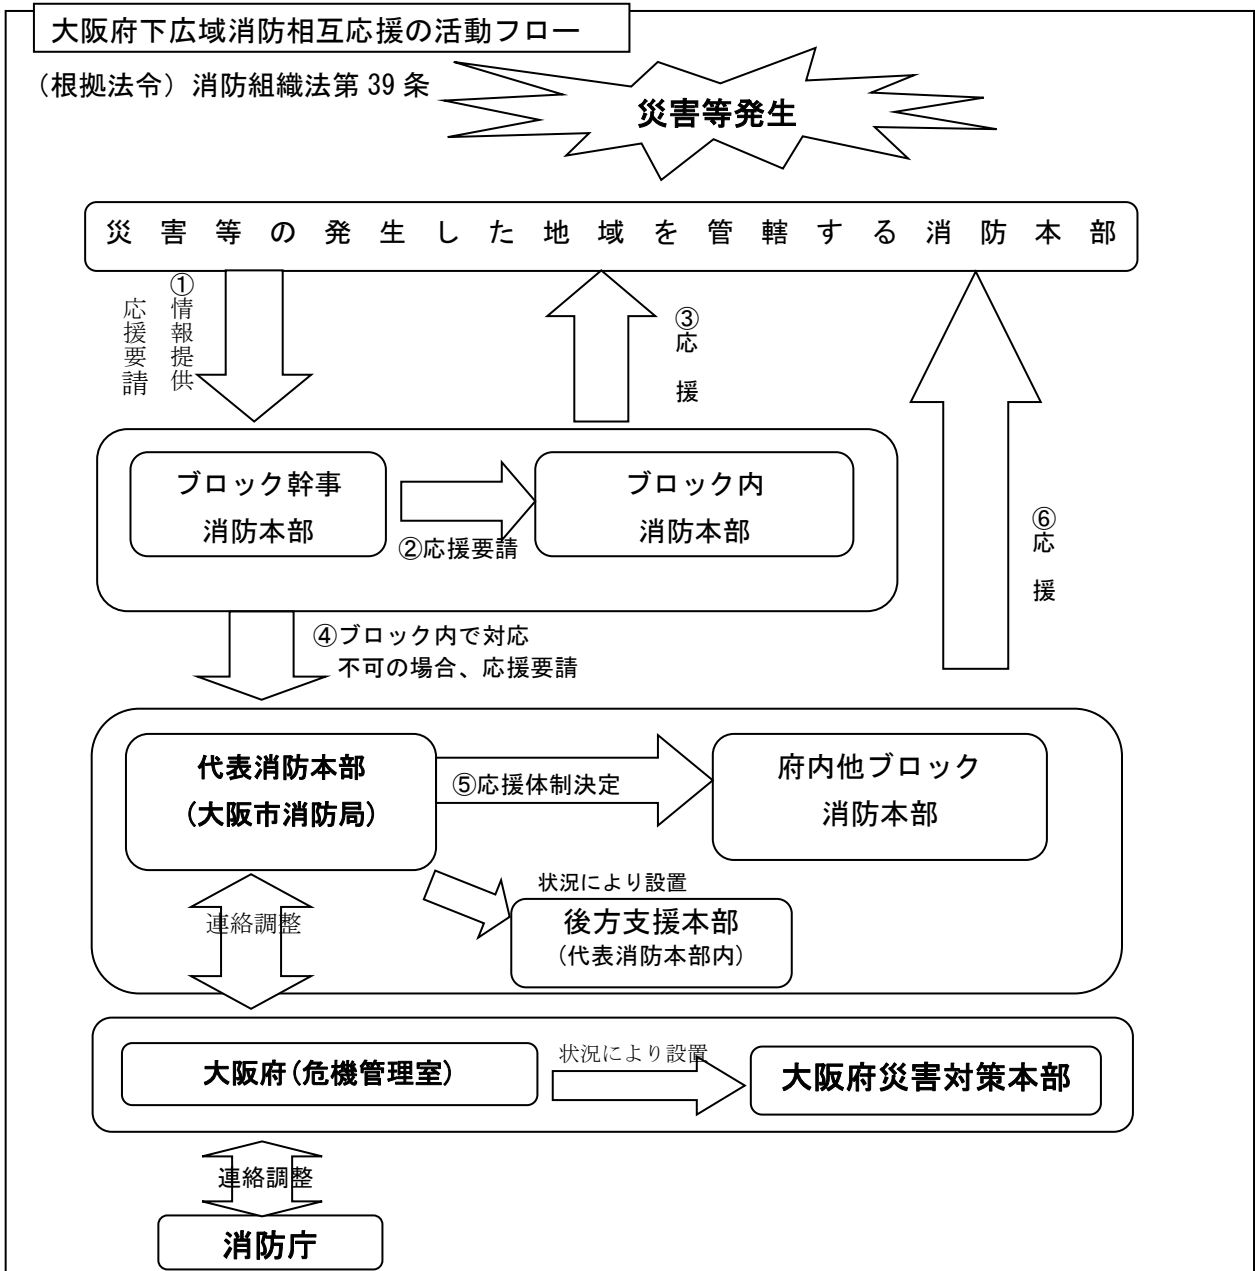 大阪府下広域消防相互応援の活動フロー
（根拠法令）消防組織法第 39 条
災害等発生
災害等の発生した地域を管轄する消防本部
①情報提供
応援要請
③応援
ブロック幹事
消防本部
②応援要請
ブロック内
消防本部
⑥応援
④ブロック内で対応
不可の場合、応援要請
代表消防本部
(大阪市消防局)
⑤応援体制決定
府内他ブロック
消防本部
状況により設置
後方支援本部
(代表消防本部内)
連絡調整
大阪府(危機管理室)
状況により設置
大阪府災害対策本部
連絡調整
消防庁